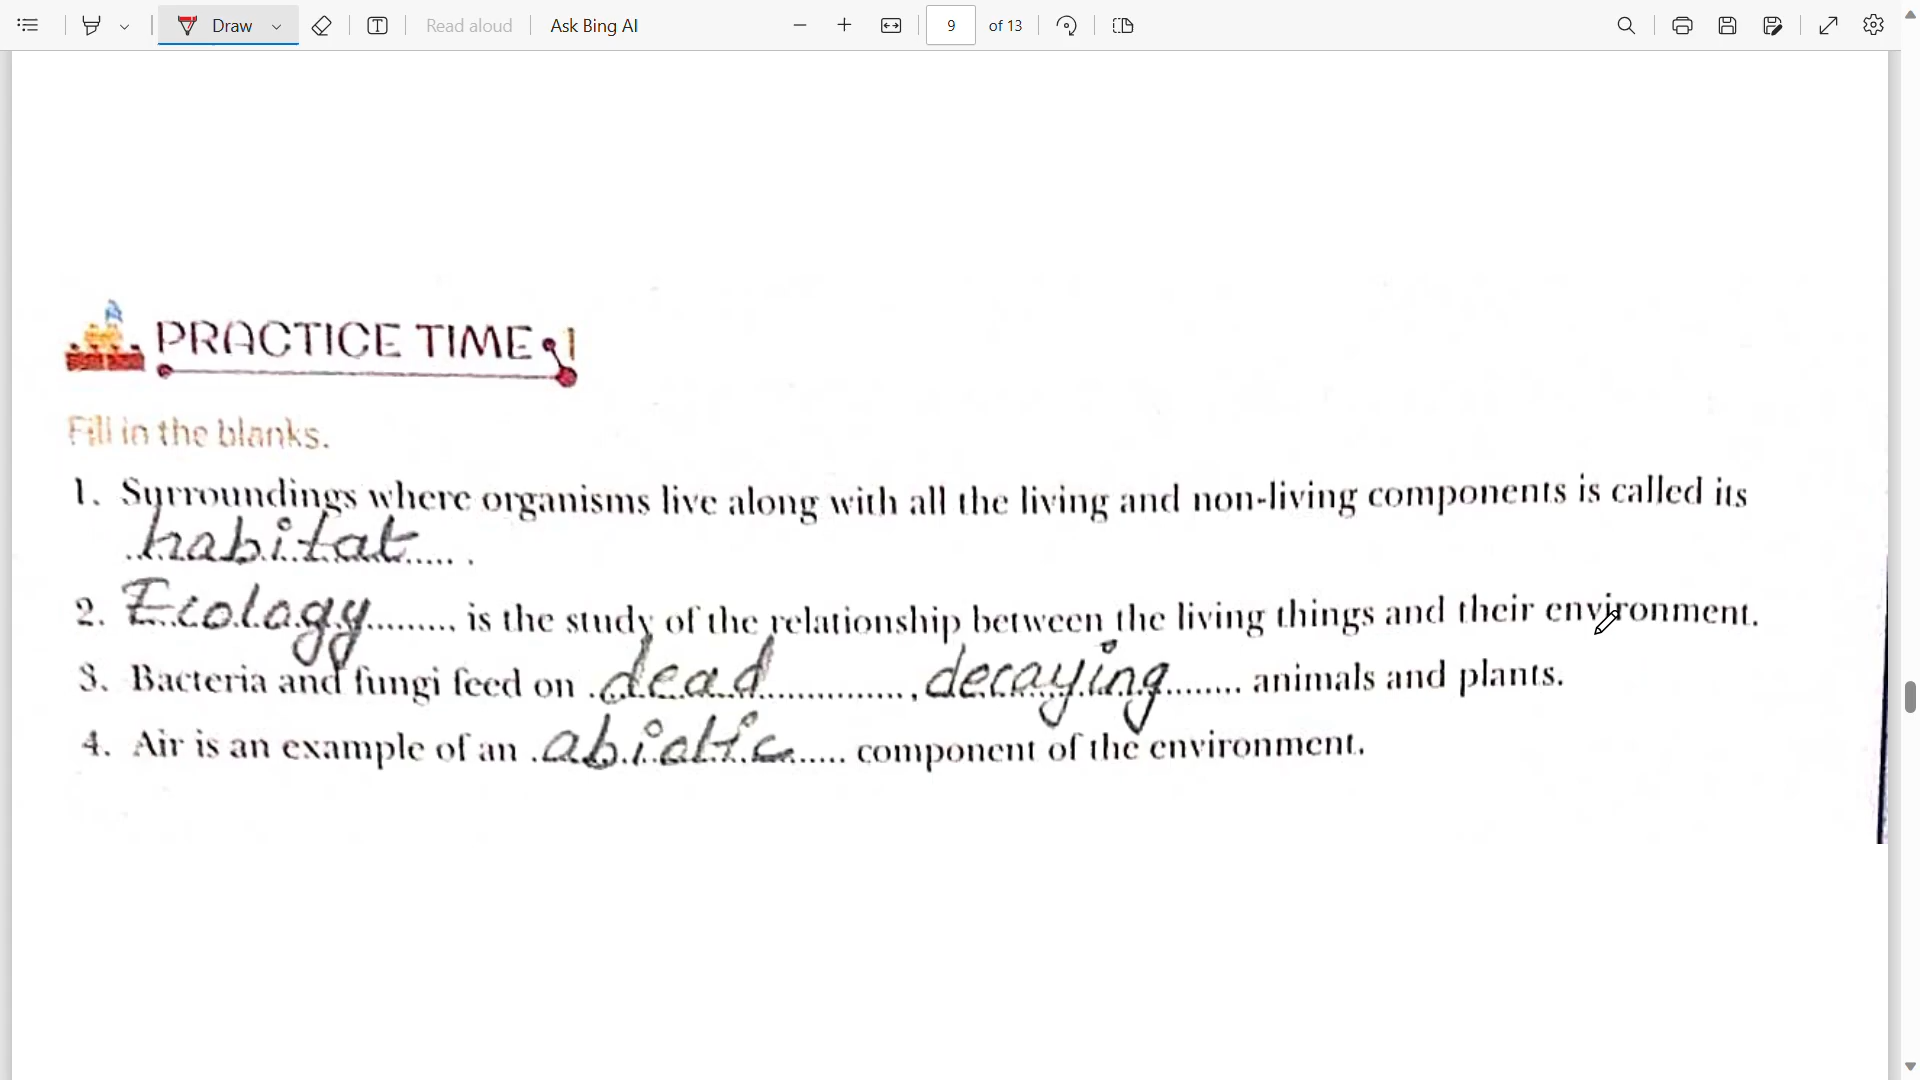 Draw
Read aloud
Ask Bing AI
9
of 13
PRACTICE TIME 1
Fill in the blanks.
1. Surroundings where organisms live along with all the living and non-living components is called its
habitat.
2. Ecology is the study of the relationship between the living things and their environment.
3. Bacteria and fungi feed on dead, decaying animals and plants.
4. Air is an example of an abiotic component of the environment.